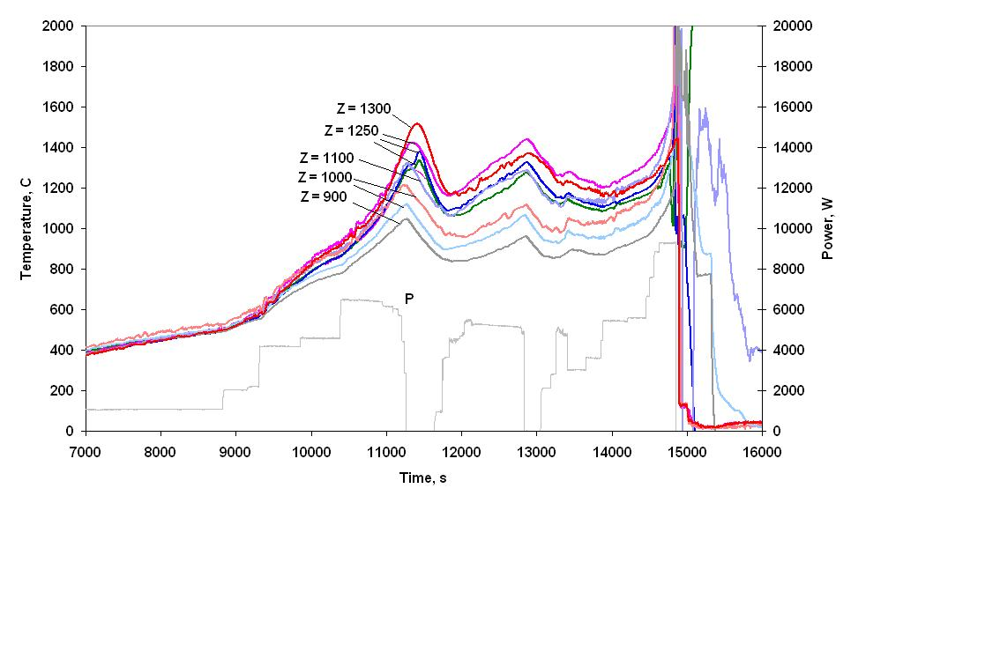 2000 20000
1800 18000
1600 16000
1400 14000
1200 12000
1000 10000
800 8000
600 6000
400 4000
200 2000
0 0
Z = 1300
Z = 1250
Z = 1100
Z = 1000
Z = 900
P
Temperature, C
Power, W
7000 8000 9000 10000 11000 12000 13000 14000 15000 16000
Time, s